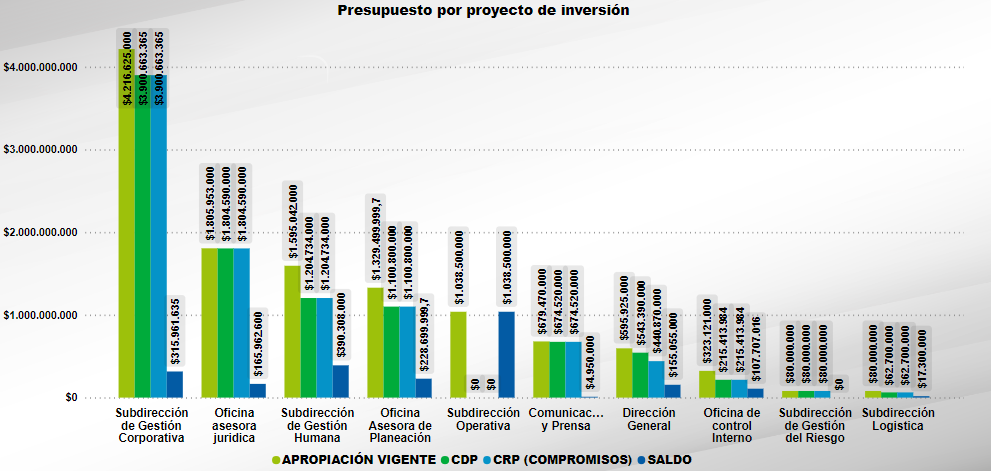 Presupuesto por proyecto de inversión
$4.000.000.000
$3.000.000.000
$2.000.000.000
$1.000.000.000
$0
$4.216.625.000
$3.900.663.365
$3.900.663.365
$315.961.635
$1.805.953.000
$1.804.590.000
$1.804.590.000
$165.962.600
$1.595.042.000
$1.204.734.000
$1.204.734.000
$390.308.000
$1.329.499.999,7
$1.100.800.000
$1.100.800.000
$228.699.999,7
$1.038.500.000
$0
$0
$1.038.500.000
$679.470.000
$674.520.000
$674.520.000
$4.950.000
$595.925.000
$543.390.000
$440.870.000
$155.055.000
$323.121.000
$215.413.984
$215.413.984
$107.707.016
$80.000.000
$80.000.000
$80.000.000
$0
$80.000.000
$62.700.000
$62.700.000
$17.300.000
Subdirección
de Gestión
Corporativa
Oficina
asesora
jurídica
Subdirección
de Gestión
Humana
Oficina
Asesora de
Planeación
Subdirección
Operativa
Comunicac...
y Prensa
Dirección
General
Oficina de
control
Interno
Subdirección
de Gestión
del Riesgo
Subdirección
Logística
APROPIACIÓN VIGENTE CDP CRP (COMPROMISOS) SALDO